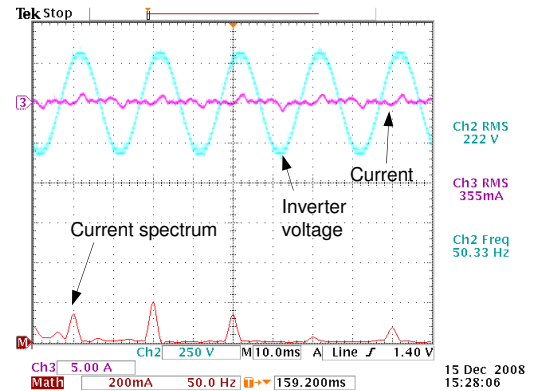 Tek Stop
3
Ch2 RMS
222 V
Current
Ch3 RMS
355mA
Inverter
voltage
Current spectrum
Ch2 Freq
50.33 Hz
M
Ch2 250 V M 10.0ms A Line 1.40 V
Ch3 5.00 A
Math 200mA 50.0 Hz T 159.200ms
15 Dec 2008
15:28:06